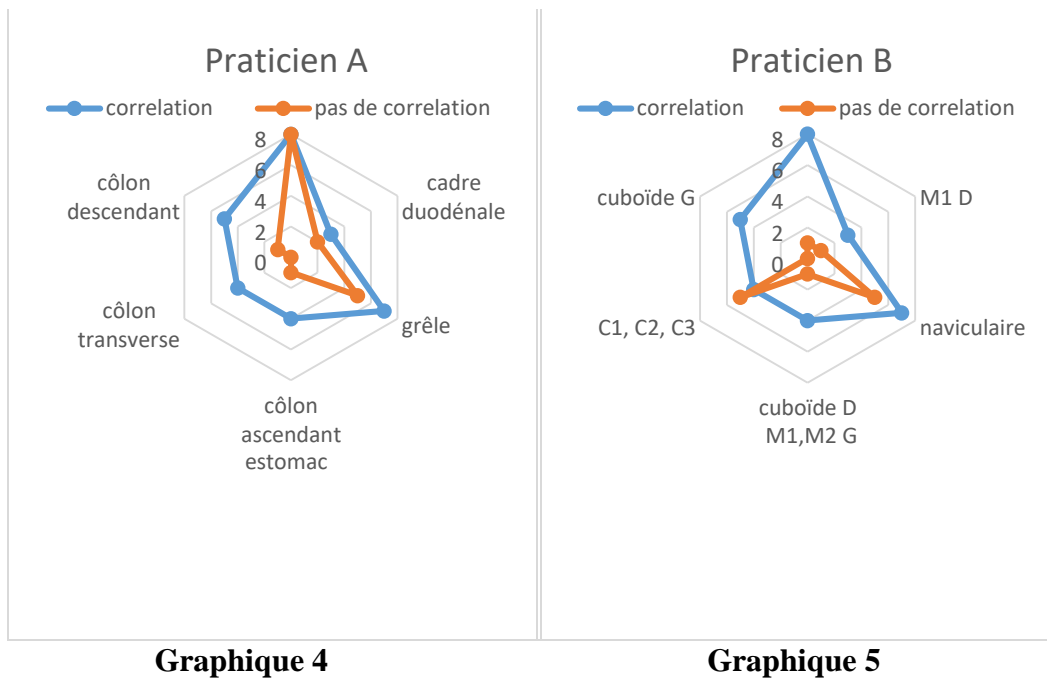 Praticien A
correlation
pas de correlation
8
6
4
2
0
cadre
duodénale
grêle
côlon
ascendant
estomac
côlon
transverse
côlon
descendant
Praticien B
correlation
pas de correlation
8
6
4
2
0
M1 D
naviculaire
cuboïde D
M1,M2 G
C1, C2, C3
cuboïde G
Graphique 4
Graphique 5